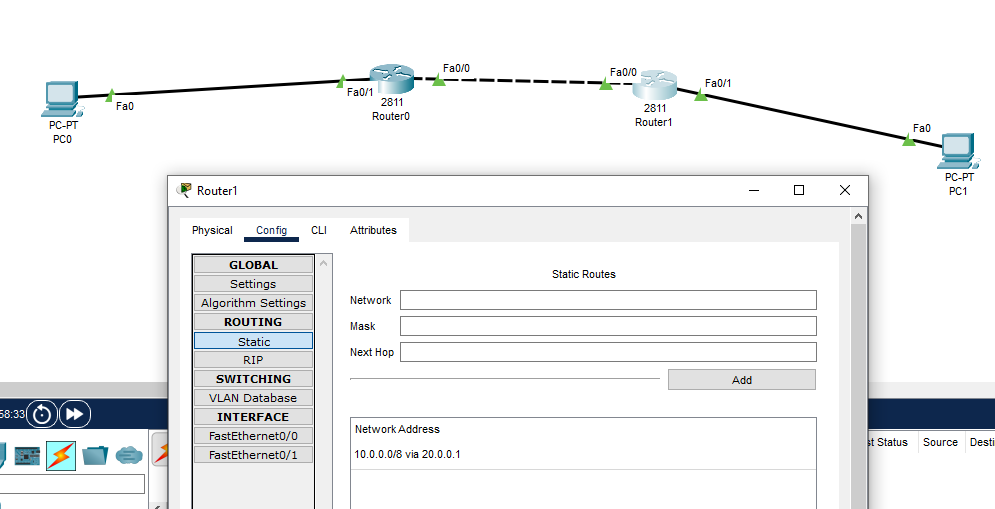 Fa0
PC-PT
PC0
Fa0/1
2811
Router0
Fa0/0
Fa0/0
2811
Router1
Fa0/1
Fa0
PC-PT
PC1
Router1
Physical Config CLI Attributes
GLOBAL
Settings
Algorithm Settings
ROUTING
Static
RIP
SWITCHING
VLAN Database
INTERFACE
FastEthernet0/0
FastEthernet0/1
Static Routes
Network
Mask
Next Hop
Add
Network Address
10.0.0.0/8 via 20.0.0.1
58:33
Status Source